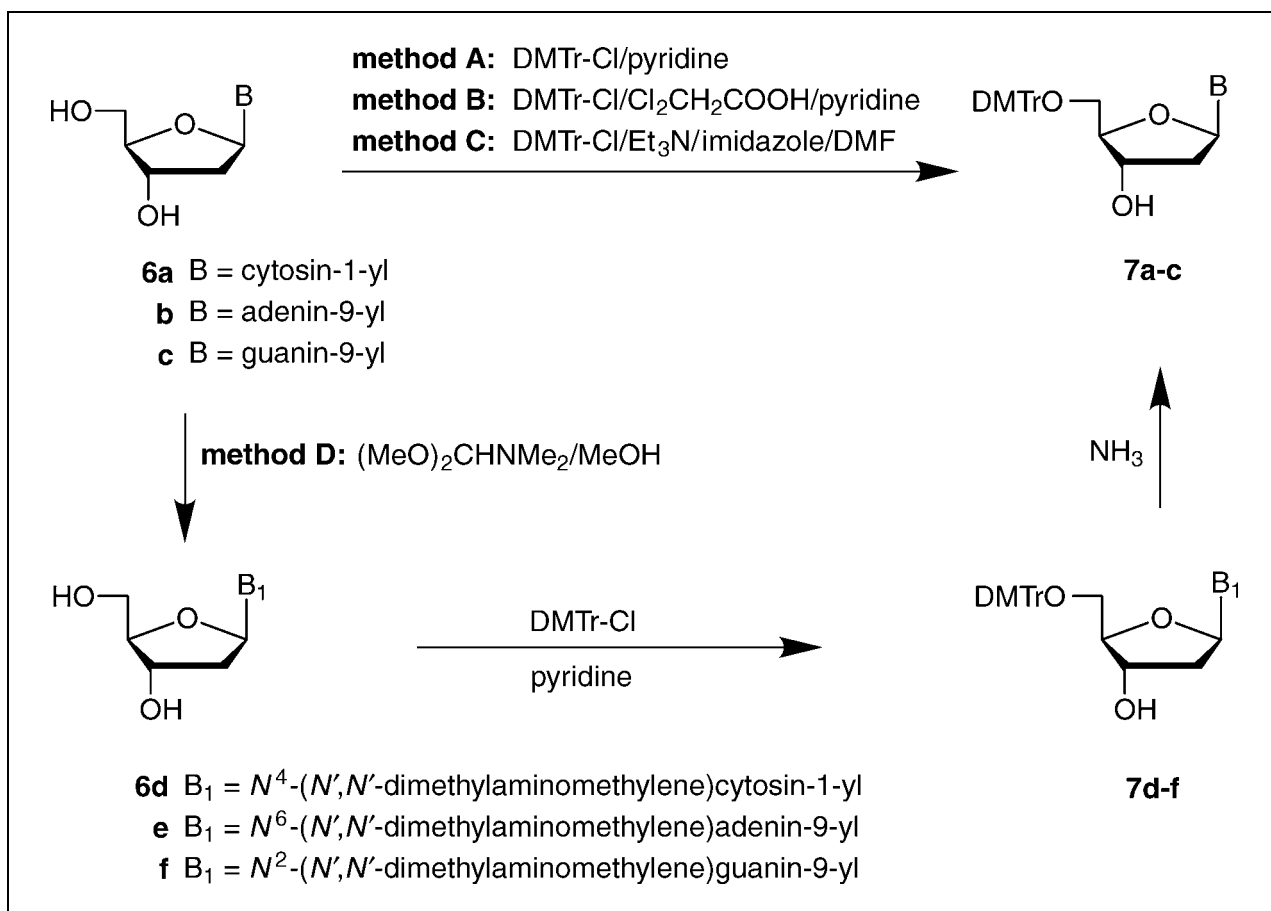 method A: DMTr-Cl/pyridine
method B: DMTr-Cl/Cl₂CH₂COOH/pyridine
method C: DMTr-Cl/Et₃N/imidazole/DMF
HO
O
B
OH
DMTrO
O
B
OH
6a B = cytosin-1-yl
b B = adenin-9-yl
c B = guanin-9-yl
7a-c
method D: (MeO)₂CHNMe₂/MeOH
NH₃
HO
O
B₁
OH
DMTr-Cl
pyridine
DMTrO
O
B₁
OH
6d B₁ = N⁴-(N′,N′-dimethylaminomethylene)cytosin-1-yl
e B₁ = N⁶-(N′,N′-dimethylaminomethylene)adenin-9-yl
f B₁ = N²-(N′,N′-dimethylaminomethylene)guanin-9-yl
7d-f